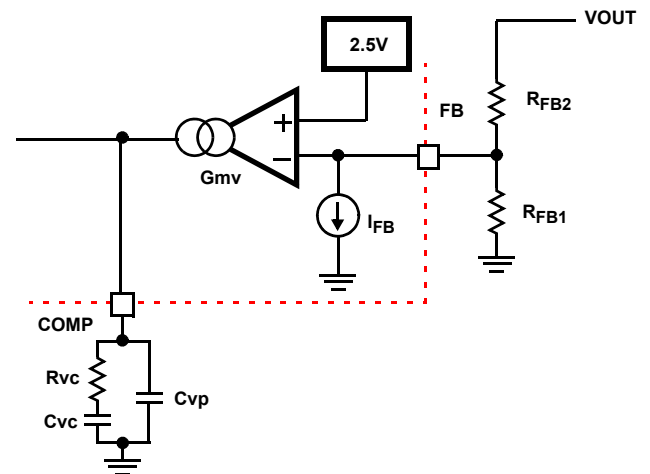 VOUT
2.5V
FB
RFB2
Gmv
IFB
RFB1
COMP
Rvc
Cvc
Cvp